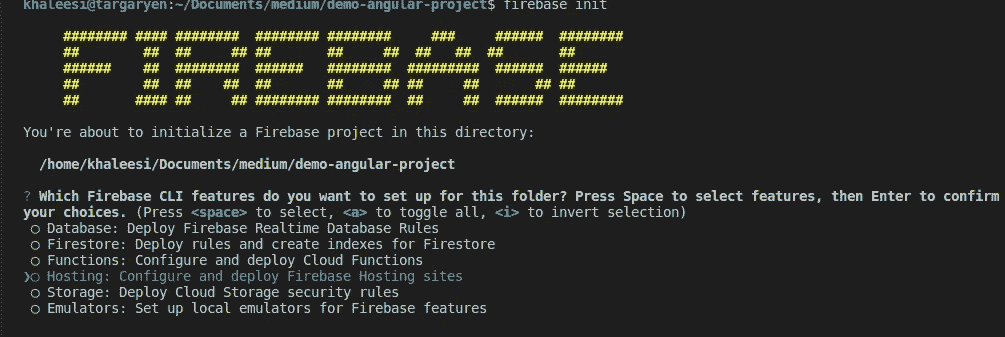 khaleesi@targaryen:~/Documents/medium/demo-angular-project$ firebase init
FIREBASE
You're about to initialize a Firebase project in this directory:
/home/khaleesi/Documents/medium/demo-angular-project
? Which Firebase CLI features do you want to set up for this folder? Press Space to select features, then Enter to confirm
your choices. (Press <space> to select, <a> to toggle all, <i> to invert selection)
○ Database: Deploy Firebase Realtime Database Rules
○ Firestore: Deploy rules and create indexes for Firestore
○ Functions: Configure and deploy Cloud Functions
❯○ Hosting: Configure and deploy Firebase Hosting sites
○ Storage: Deploy Cloud Storage security rules
○ Emulators: Set up local emulators for Firebase features